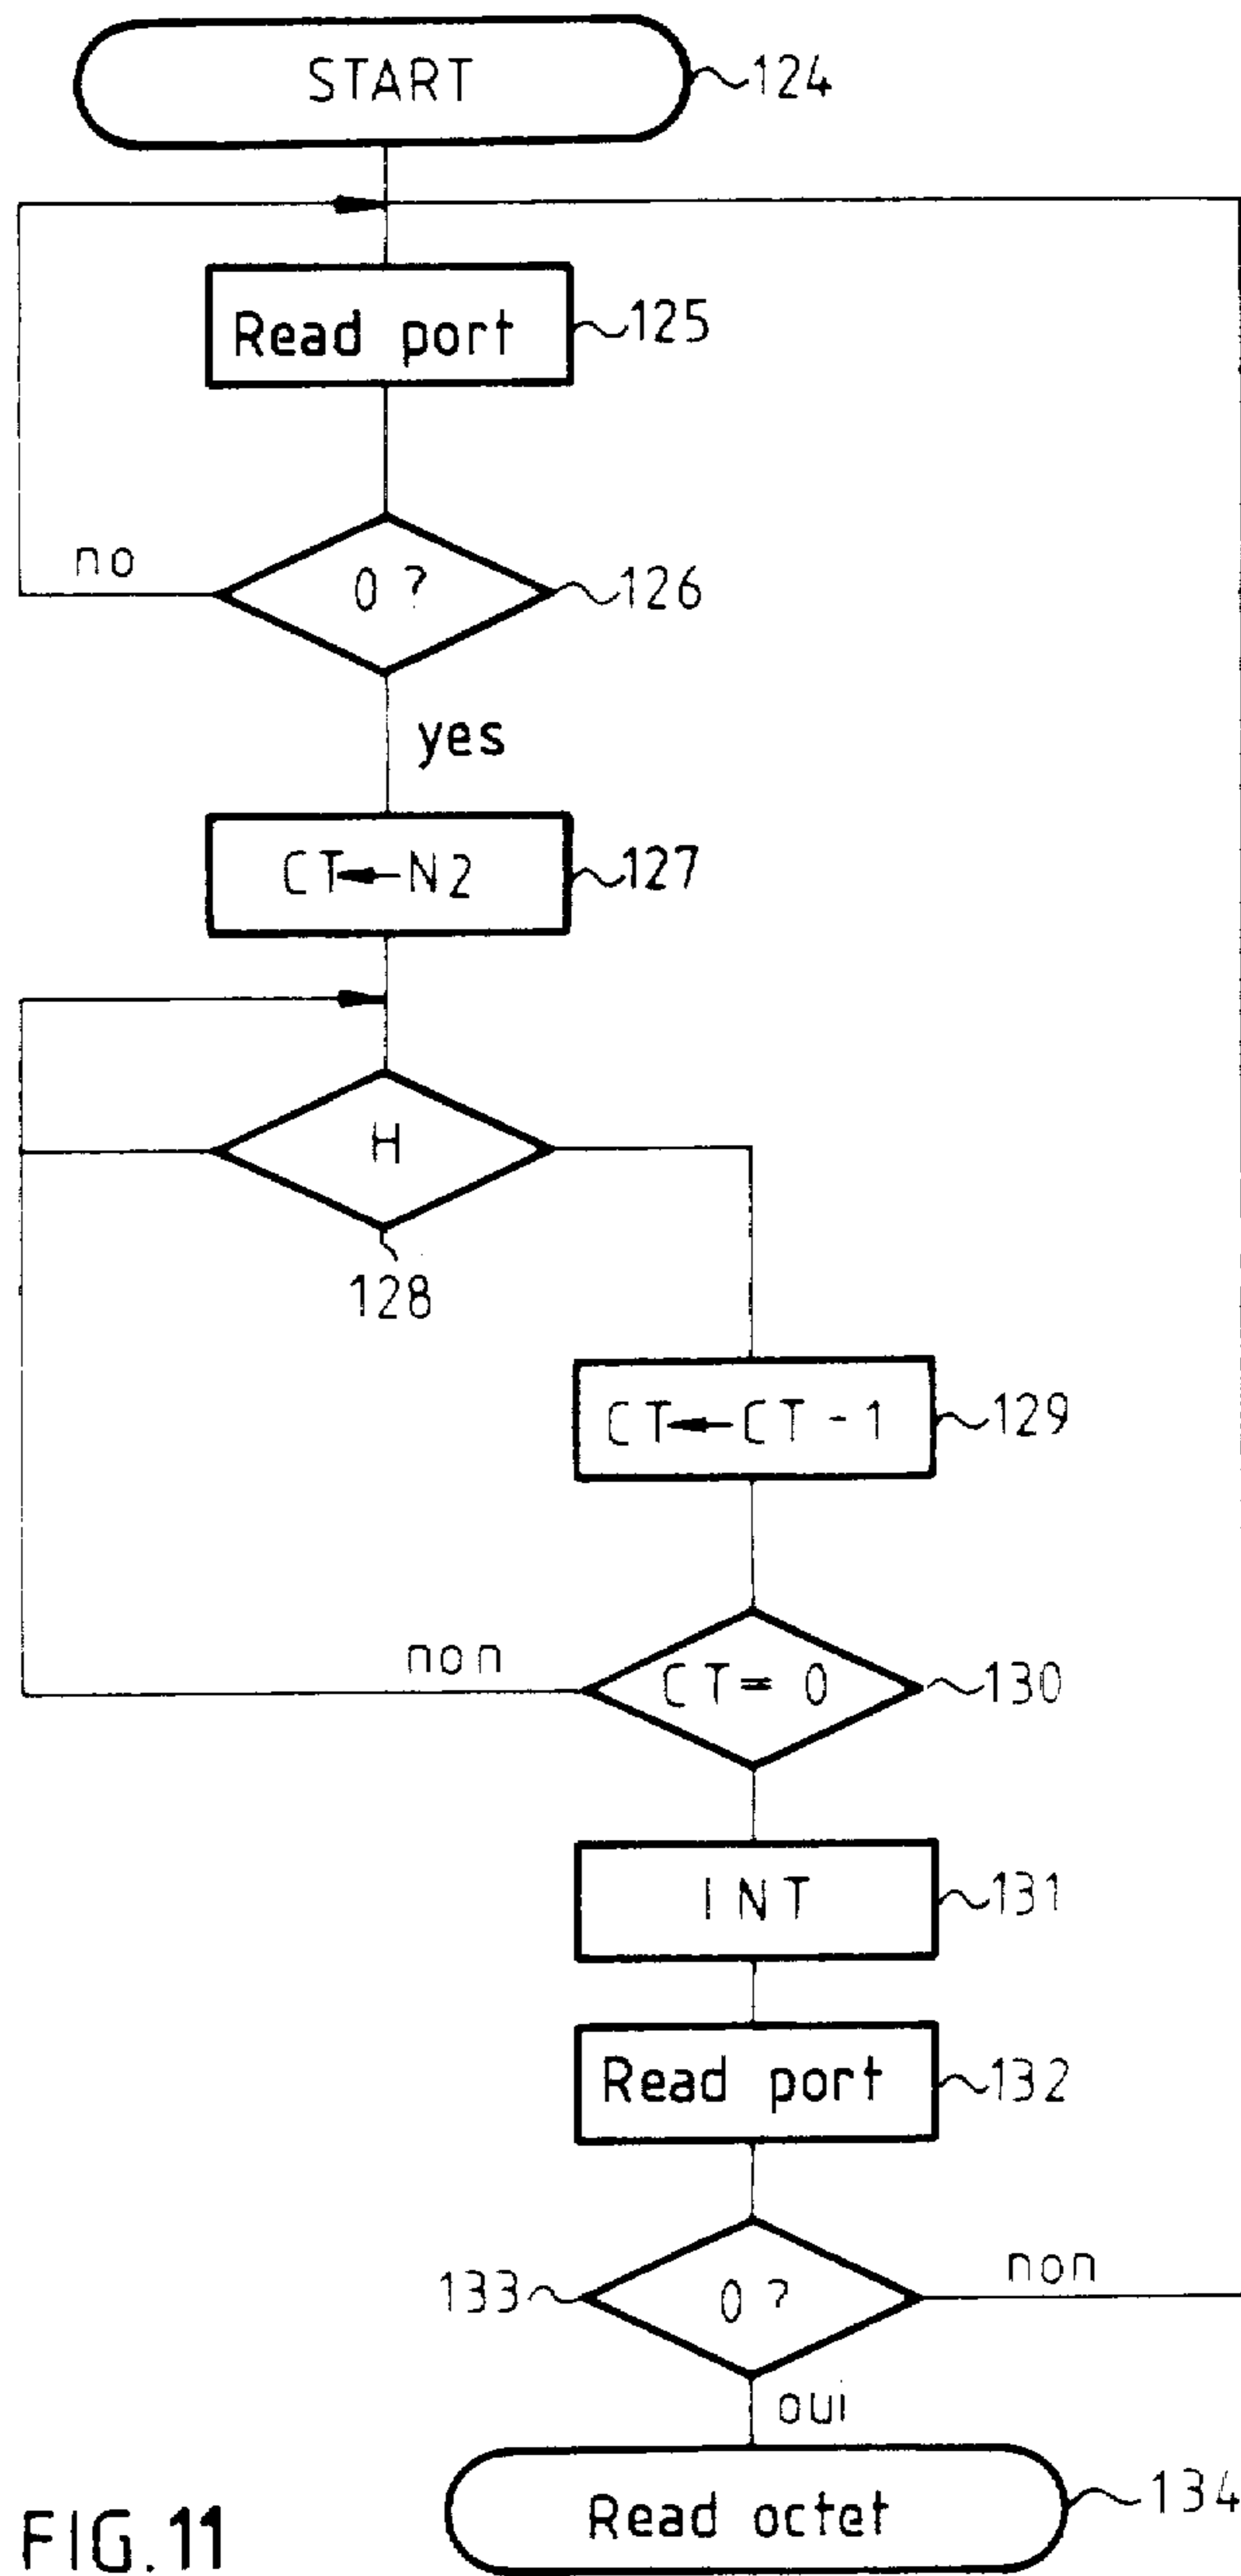 START
124
Read port
125
no
0 ?
126
yes
CT←N2
127
H
128
CT←CT-1
129
non
CT= 0
130
INT
131
Read port
132
133
0 ?
non
oui
Read octet
134
FIG.11